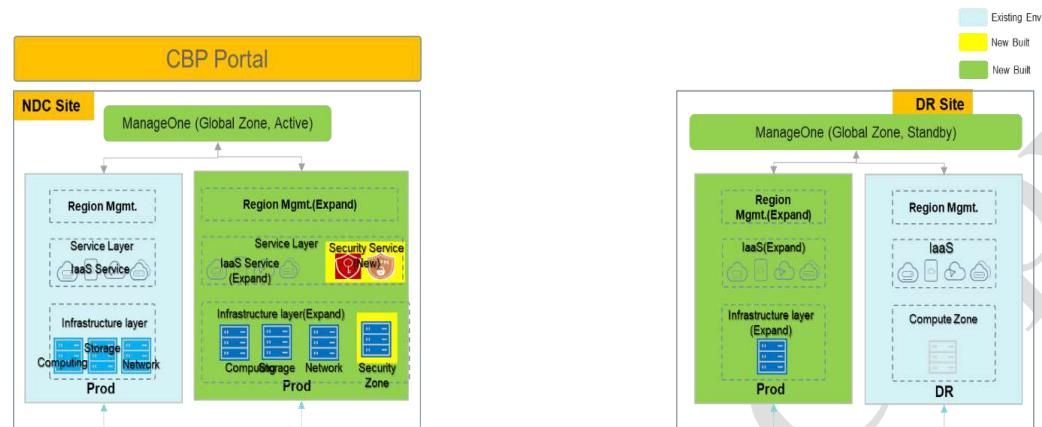 Existing Env
New Built
New Built
CBP Portal
NDC Site
ManageOne (Global Zone, Active)
Region Mgmt.
Service Layer
IaaS Service
Infrastructure layer
Computing
Storage
Network
Prod
Region Mgmt.(Expand)
Service Layer
IaaS Service
(Expand)
Security Service
(New)
Infrastructure layer(Expand)
Computing
Storage
Network
Security
Zone
Prod
DR Site
ManageOne (Global Zone, Standby)
Region
Mgmt.(Expand)
IaaS(Expand)
Infrastructure layer
(Expand)
Prod
Region Mgmt.
IaaS
Compute Zone
DR